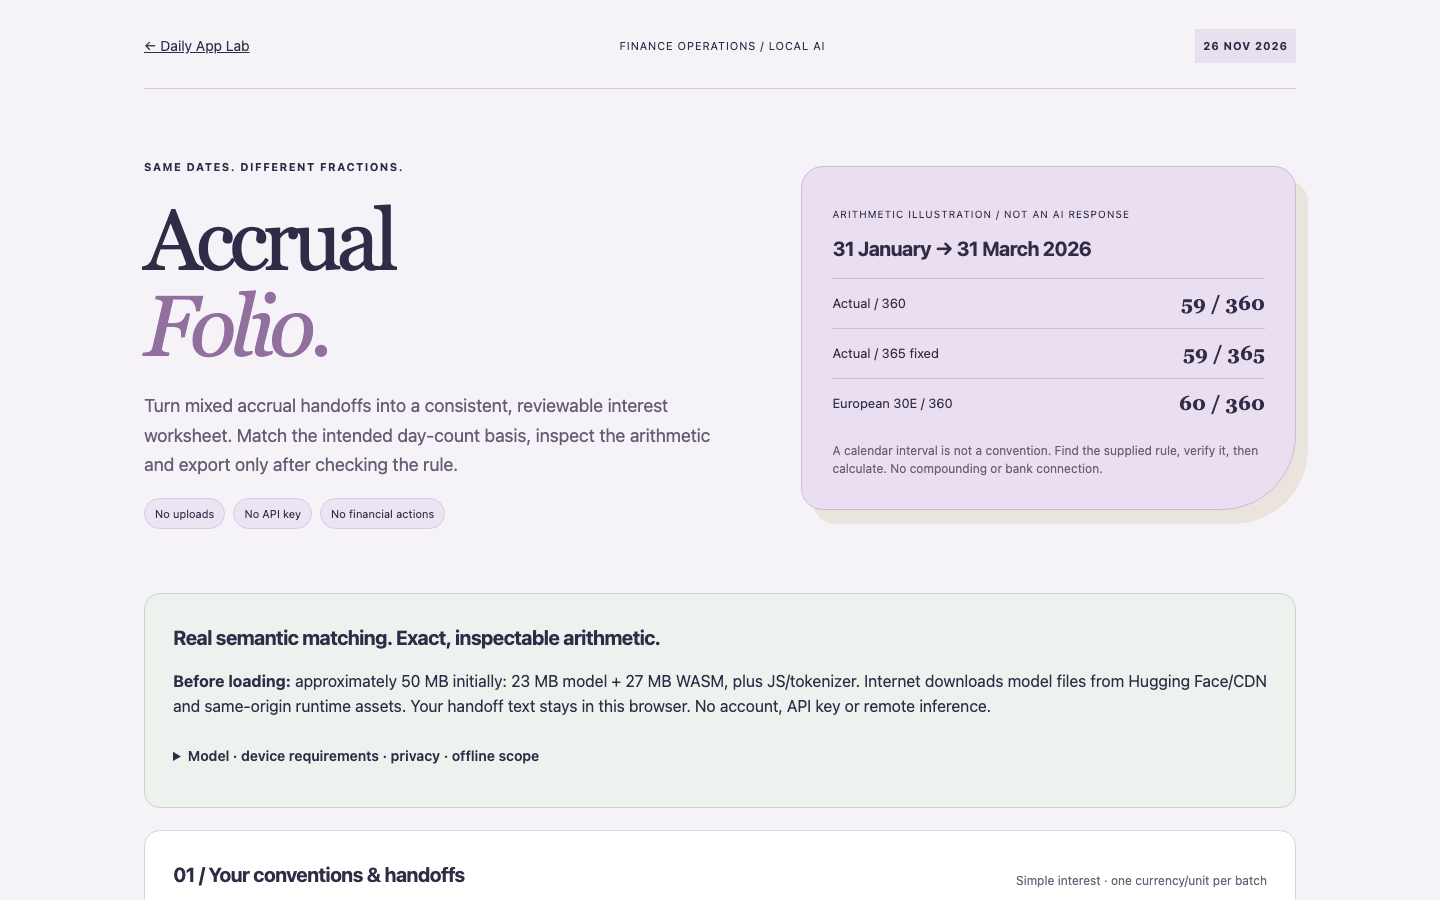 ← Daily App Lab
FINANCE OPERATIONS / LOCAL AI
26 NOV 2026
SAME DATES. DIFFERENT FRACTIONS.
Accrual
Folio.
Turn mixed accrual handoffs into a consistent, reviewable interest
worksheet. Match the intended day-count basis, inspect the arithmetic
and export only after checking the rule.
No uploads
No API key
No financial actions
ARITHMETIC ILLUSTRATION / NOT AN AI RESPONSE
31 January → 31 March 2026
Actual / 360
59 / 360
Actual / 365 fixed
59 / 365
European 30E / 360
60 / 360
A calendar interval is not a convention. Find the supplied rule, verify it, then
calculate. No compounding or bank connection.
Real semantic matching. Exact, inspectable arithmetic.
Before loading: approximately 50 MB initially: 23 MB model + 27 MB WASM, plus JS/tokenizer. Internet downloads model files from Hugging Face/CDN
and same-origin runtime assets. Your handoff text stays in this browser. No account, API key or remote inference.
▶ Model · device requirements · privacy · offline scope
01 / Your conventions & handoffs
Simple interest · one currency/unit per batch